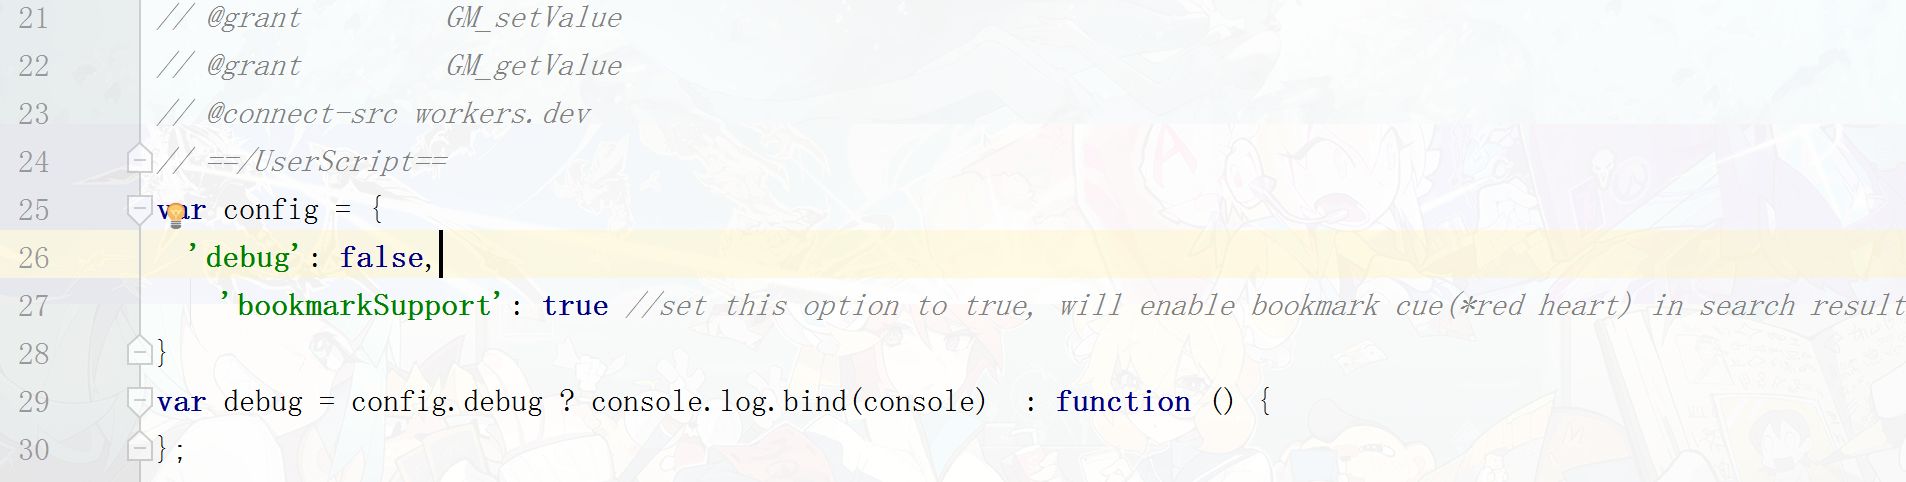 21 // @grant GM_setValue
22 // @grant GM_getValue
23 // @connect-src workers.dev
24 // ==/UserScript==
25 var config = {
26 'debug': false,
27 'bookmarkSupport': true //set this option to true, will enable bookmark cue(*red heart) in search result
28 }
29 var debug = config.debug ? console.log.bind(console) : function () {
30 };